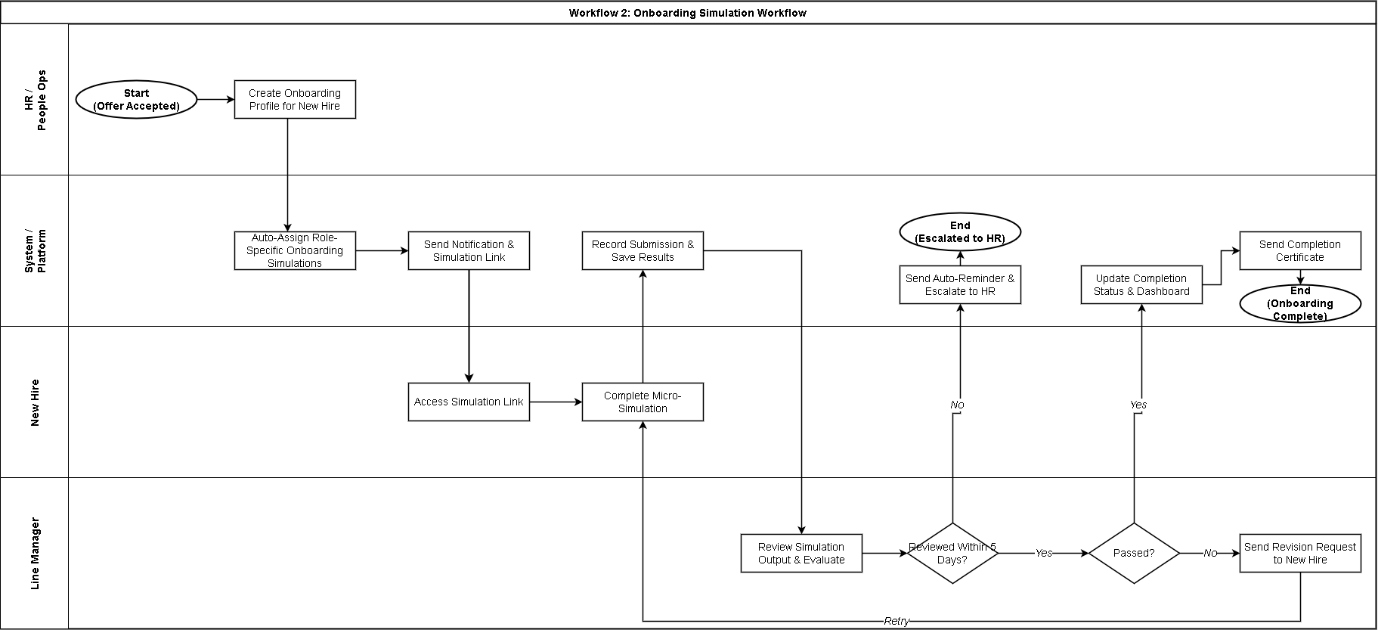 Workflow 2: Onboarding Simulation Workflow
HR /
People Ops
Start
(Offer Accepted)
Create Onboarding
Profile for New Hire
System /
Platform
Auto-Assign Role-
Specific Onboarding
Simulations
Send Notification &
Simulation Link
Record Submission &
Save Results
End
(Escalated to HR)
Send Auto-Reminder &
Escalate to HR
Update Completion
Status & Dashboard
Send Completion
Certificate
End
(Onboarding
Complete)
New Hire
Access Simulation Link
Complete Micro-
Simulation
No
Yes
Line Manager
Review Simulation
Output & Evaluate
Reviewed Within 5
Days?
Yes
Passed?
No
Send Revision Request
to New Hire
Retry